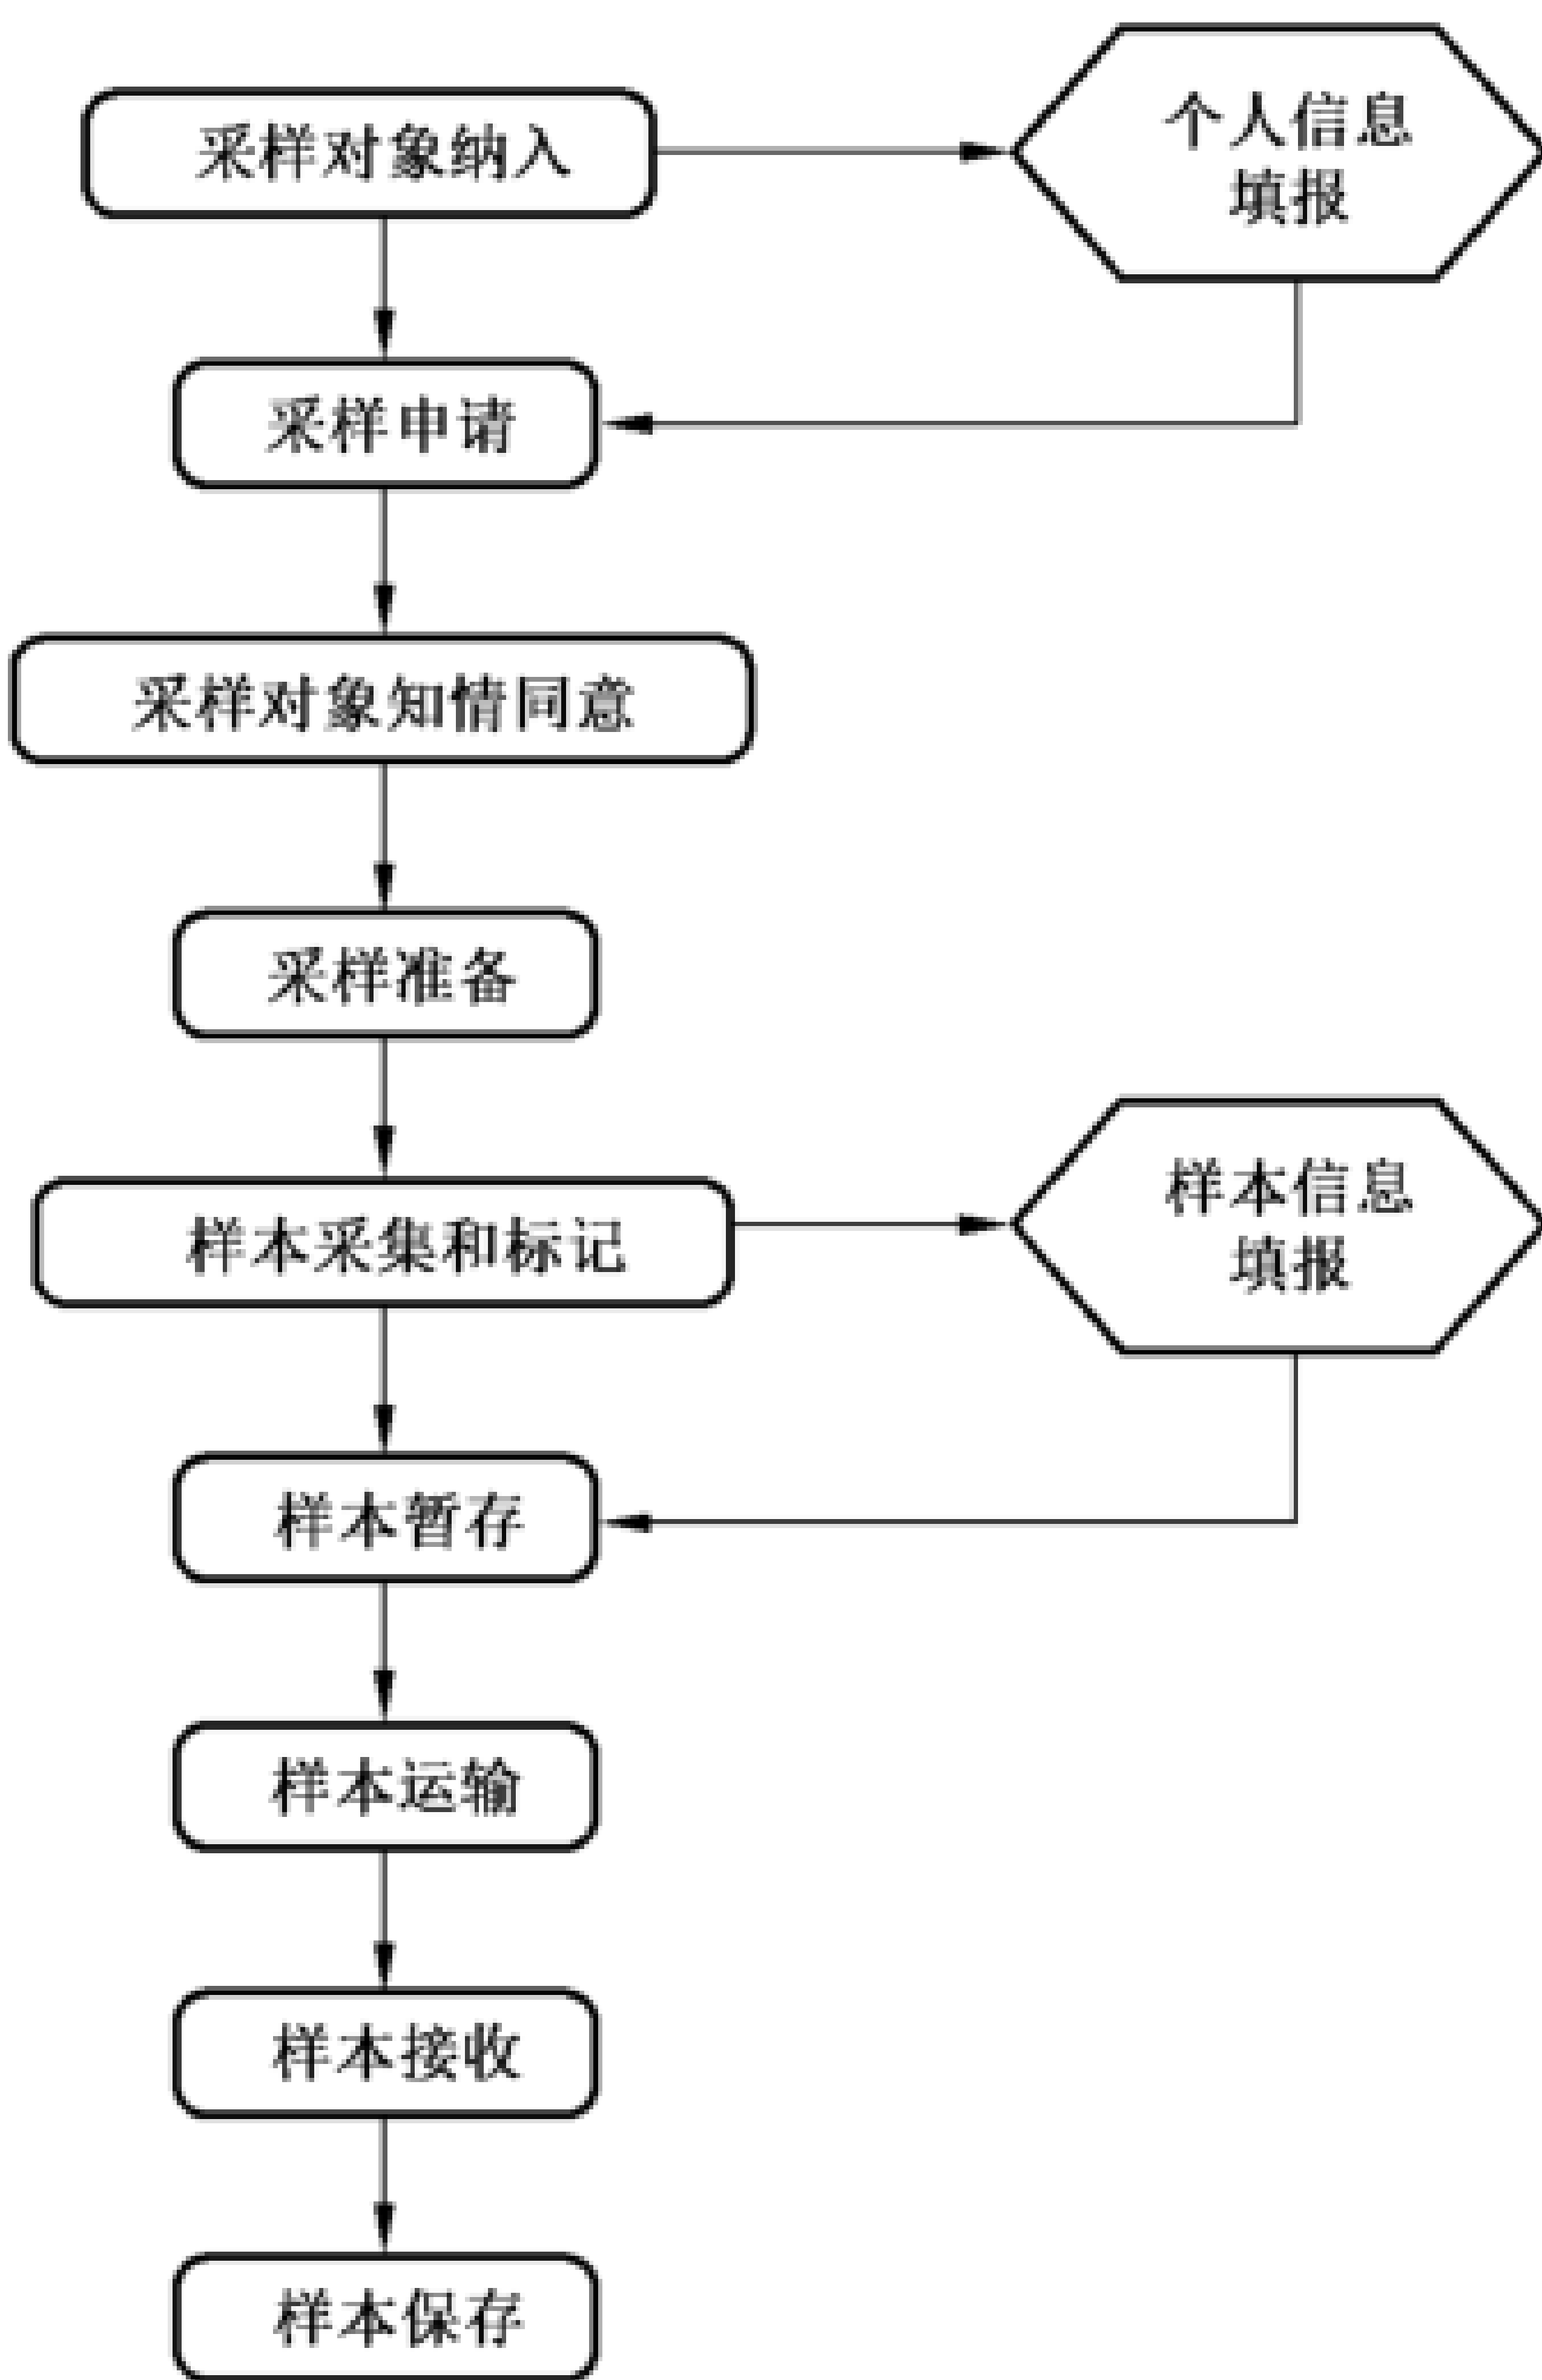 采样对象纳入
个人信息
填报
采样申请
采样对象知情同意
采样准备
样本采集和标记
样本信息
填报
样本暂存
样本运输
样本接收
样本保存